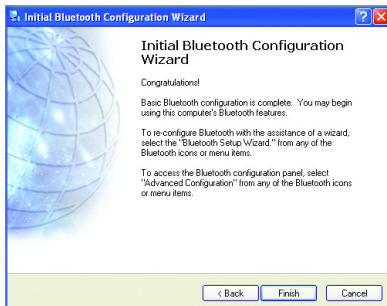 Initial Bluetooth Configuration Wizard
Initial Bluetooth Configuration
Wizard
Congratulations!
Basic Bluetooth configuration is complete. You may begin
using this computer's Bluetooth features.
To re-configure Bluetooth with the assistance of a wizard,
select the "Bluetooth Setup Wizard." from any of the
Bluetooth icons or menu items.
To access the Bluetooth configuration panel, select
"Advanced Configuration" from any of the Bluetooth icons
or menu items.
< Back Finish Cancel